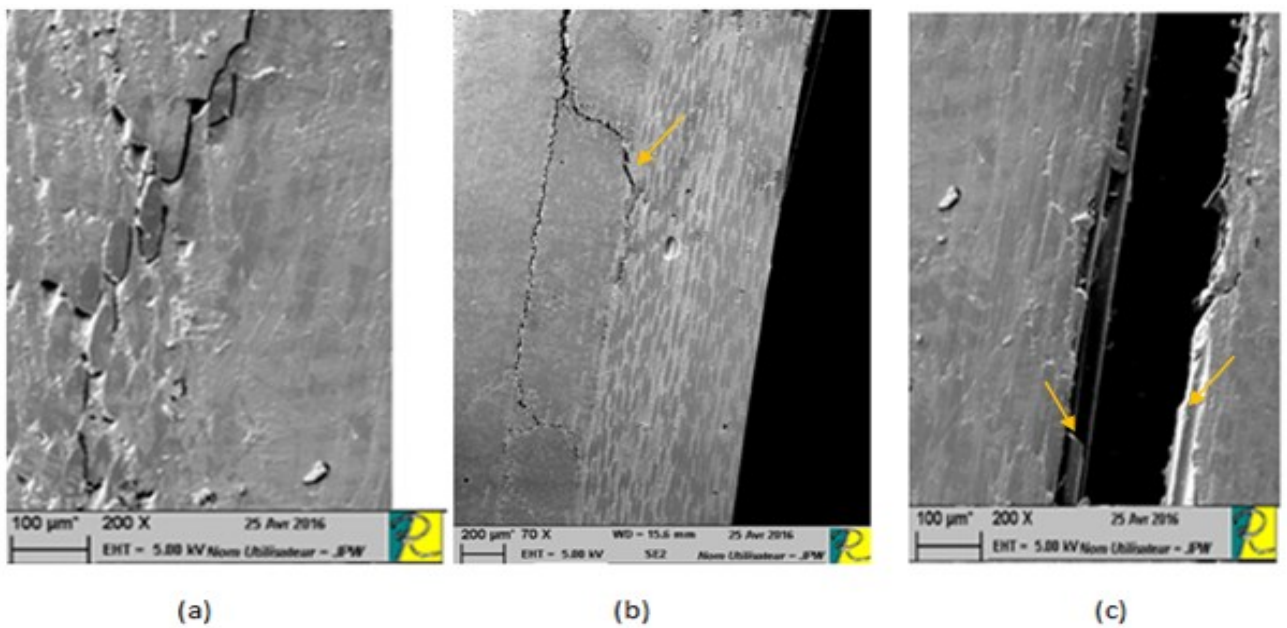 100 µm" 200 X 25 Avr 2016
EHT = 5.00 kV Nom Utilisateur = JPW
200 µm" 70 X WD = 15.6 mm 25 Avr 2016
EHT = 5.00 kV SE2 Nom Utilisateur = JPW
100 µm" 200 X 25 Avr 2016
EHT = 5.00 kV Nom Utilisateur = JPW
(a) (b) (c)